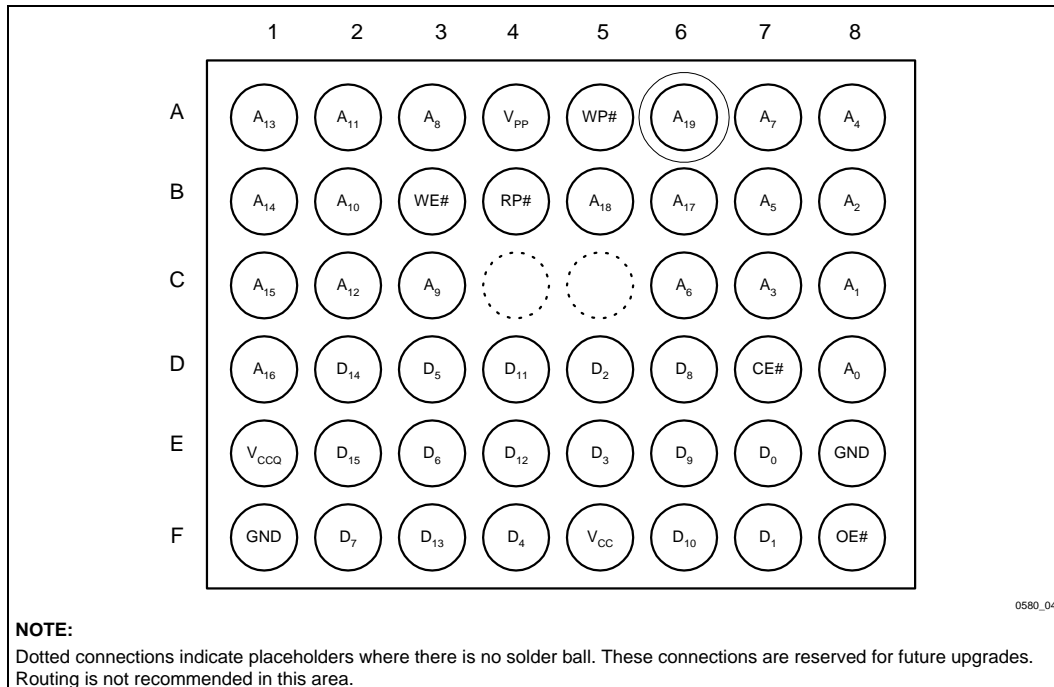 1 2 3 4 5 6 7 8
A A13 A11 A8 VPP WP# A19 A7 A4
B A14 A10 WE# RP# A18 A17 A5 A2
C A15 A12 A9 A6 A3 A1
D A16 D14 D5 D11 D2 D8 CE# A0
E VCCQ D15 D6 D12 D3 D9 D0 GND
F GND D7 D13 D4 VCC D10 D1 OE#
0580_04
NOTE:
Dotted connections indicate placeholders where there is no solder ball. These connections are reserved for future upgrades.
Routing is not recommended in this area.